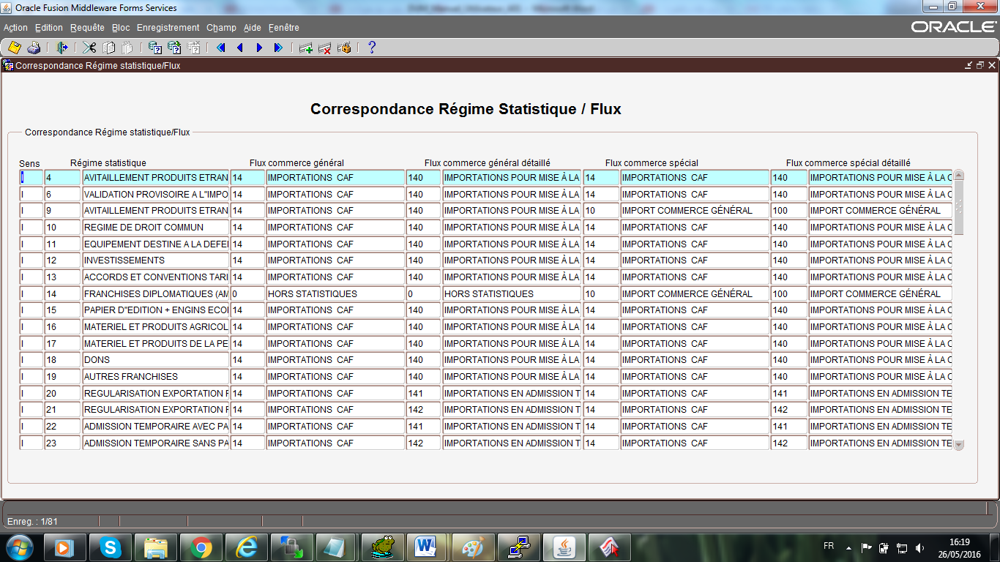 Oracle Fusion Middleware Forms Services
Action Edition Requête Bloc Enregistrement Champ Aide Fenêtre ORACLE
Correspondance Régime statistique/Flux
Correspondance Régime Statistique / Flux
Correspondance Régime statistique/Flux
Sens Régime statistique Flux commerce général Flux commerce général détaillé Flux commerce spécial Flux commerce spécial détaillé
I 4 AVITAILLEMENT PRODUITS ETRAN 14 IMPORTATIONS CAF 140 IMPORTATIONS POUR MISE À LA 14 IMPORTATIONS CAF 140 IMPORTATIONS POUR MISE À LA C
I 6 VALIDATION PROVISOIRE A L"IMPO 14 IMPORTATIONS CAF 140 IMPORTATIONS POUR MISE À LA 14 IMPORTATIONS CAF 140 IMPORTATIONS POUR MISE À LA C
I 9 AVITAILLEMENT PRODUITS ETRAN 14 IMPORTATIONS CAF 140 IMPORTATIONS POUR MISE À LA 10 IMPORT COMMERCE GÉNÉRAL 100 IMPORT COMMERCE GÉNÉRAL
I 10 REGIME DE DROIT COMMUN 14 IMPORTATIONS CAF 140 IMPORTATIONS POUR MISE À LA 14 IMPORTATIONS CAF 140 IMPORTATIONS POUR MISE À LA C
I 11 EQUIPEMENT DESTINE A LA DEFE 14 IMPORTATIONS CAF 140 IMPORTATIONS POUR MISE À LA 14 IMPORTATIONS CAF 140 IMPORTATIONS POUR MISE À LA C
I 12 INVESTISSEMENTS 14 IMPORTATIONS CAF 140 IMPORTATIONS POUR MISE À LA 14 IMPORTATIONS CAF 140 IMPORTATIONS POUR MISE À LA C
I 13 ACCORDS ET CONVENTIONS TARI 14 IMPORTATIONS CAF 140 IMPORTATIONS POUR MISE À LA 14 IMPORTATIONS CAF 140 IMPORTATIONS POUR MISE À LA C
I 14 FRANCHISES DIPLOMATIQUES (AM 0 HORS STATISTIQUES 0 HORS STATISTIQUES 10 IMPORT COMMERCE GÉNÉRAL 100 IMPORT COMMERCE GÉNÉRAL
I 15 PAPIER D"EDITION + ENGINS ECOI 14 IMPORTATIONS CAF 140 IMPORTATIONS POUR MISE À LA 14 IMPORTATIONS CAF 140 IMPORTATIONS POUR MISE À LA C
I 16 MATERIEL ET PRODUITS AGRICOL 14 IMPORTATIONS CAF 140 IMPORTATIONS POUR MISE À LA 14 IMPORTATIONS CAF 140 IMPORTATIONS POUR MISE À LA C
I 17 MATERIEL ET PRODUITS DE LA PE 14 IMPORTATIONS CAF 140 IMPORTATIONS POUR MISE À LA 14 IMPORTATIONS CAF 140 IMPORTATIONS POUR MISE À LA C
I 18 DONS 14 IMPORTATIONS CAF 140 IMPORTATIONS POUR MISE À LA 14 IMPORTATIONS CAF 140 IMPORTATIONS POUR MISE À LA C
I 19 AUTRES FRANCHISES 14 IMPORTATIONS CAF 140 IMPORTATIONS POUR MISE À LA 14 IMPORTATIONS CAF 140 IMPORTATIONS POUR MISE À LA C
I 20 REGULARISATION EXPORTATION F 14 IMPORTATIONS CAF 141 IMPORTATIONS EN ADMISSION T 14 IMPORTATIONS CAF 141 IMPORTATIONS EN ADMISSION TE
I 21 REGULARISATION EXPORTATION F 14 IMPORTATIONS CAF 142 IMPORTATIONS EN ADMISSION T 14 IMPORTATIONS CAF 142 IMPORTATIONS EN ADMISSION TE
I 22 ADMISSION TEMPORAIRE AVEC PA 14 IMPORTATIONS CAF 141 IMPORTATIONS EN ADMISSION T 14 IMPORTATIONS CAF 141 IMPORTATIONS EN ADMISSION TE
I 23 ADMISSION TEMPORAIRE SANS PA 14 IMPORTATIONS CAF 142 IMPORTATIONS EN ADMISSION T 14 IMPORTATIONS CAF 142 IMPORTATIONS EN ADMISSION TE
Enreg. : 1/81
FR 16:19
26/05/2016